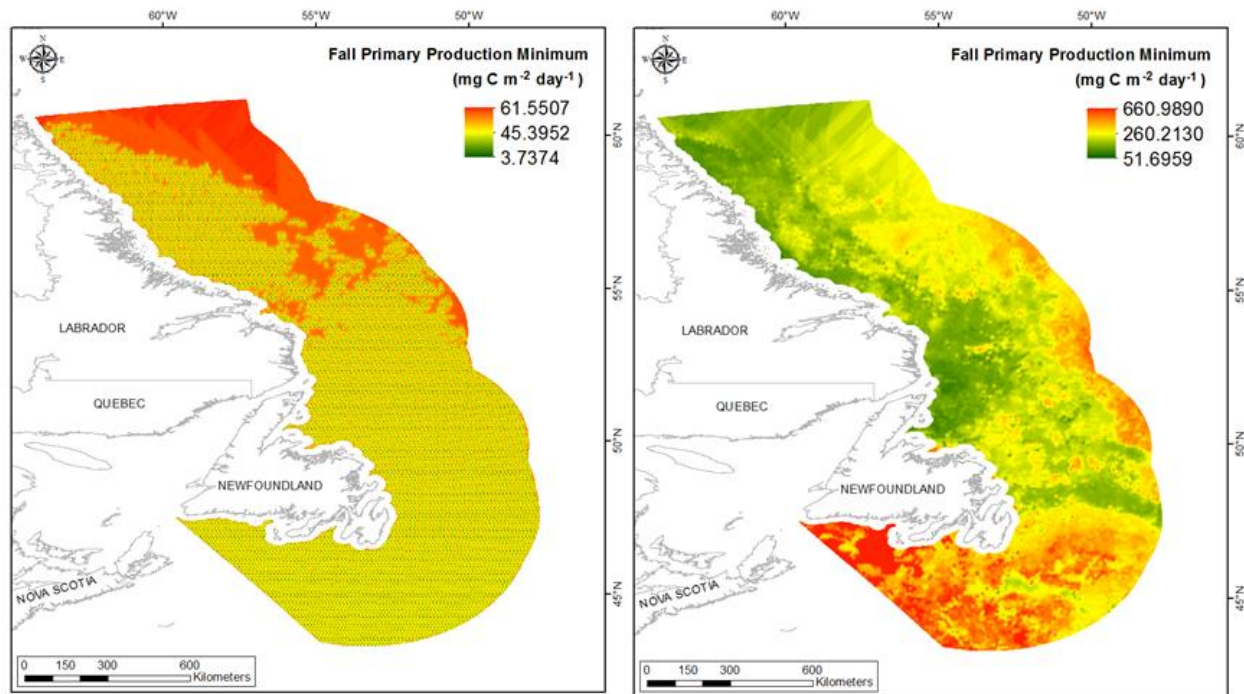 60°W 55°W 50°W
N
W E
S
Fall Primary Production Minimum
(mg C m-2 day-1)
61.5507
45.3952
3.7374
60°N
55°N
50°N
45°N
LABRADOR
QUEBEC
NEWFOUNDLAND
NOVA SCOTIA
0 150 300 600
Kilometers
60°W 55°W 50°W
N
W E
S
Fall Primary Production Minimum
(mg C m-2 day-1)
660.9890
260.2130
51.6959
60°N
55°N
50°N
45°N
LABRADOR
QUEBEC
NEWFOUNDLAND
NOVA SCOTIA
0 150 300 600
Kilometers